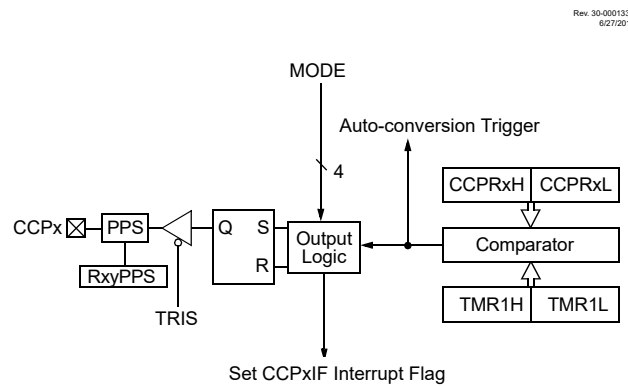 Rev. 30-000133
6/27/201
MODE
Auto-conversion Trigger
4
CCPRxH CCPRxL
CCPx PPS Q S Output Logic Comparator
R
RxyPPS
TMR1H TMR1L
TRIS
Set CCPxIF Interrupt Flag